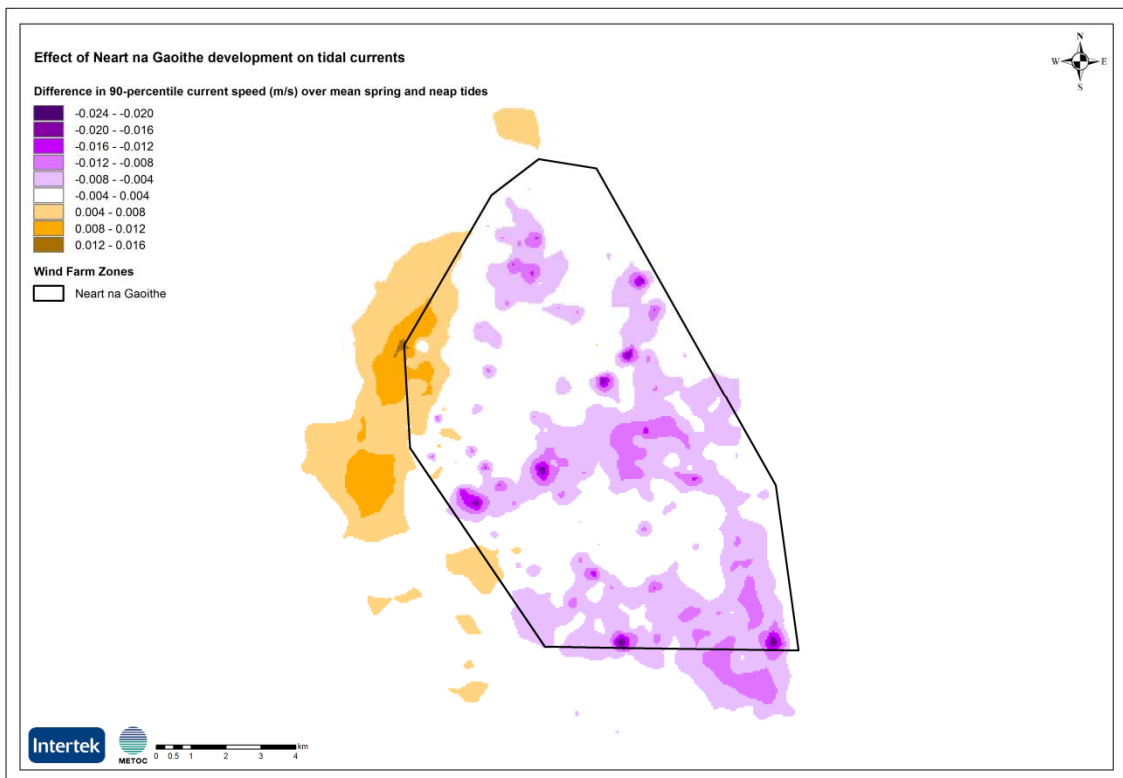 Effect of Neart na Gaoithe development on tidal currents
N
W E
S
Difference in 90-percentile current speed (m/s) over mean spring and neap tides
-0.024 - -0.020
-0.020 - -0.016
-0.016 - -0.012
-0.012 - -0.008
-0.008 - -0.004
-0.004 - 0.004
0.004 - 0.008
0.008 - 0.012
0.012 - 0.016
Wind Farm Zones
Neart na Gaoithe
Intertek
METOC
km
0 0.5 1 2 3 4